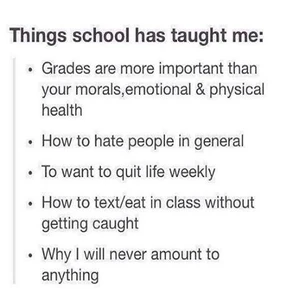 Things school has taught me:
• Grades are more important than
your morals,emotional & physical
health
• How to hate people in general
• To want to quit life weekly
• How to text/eat in class without
getting caught
• Why I will never amount to
anything